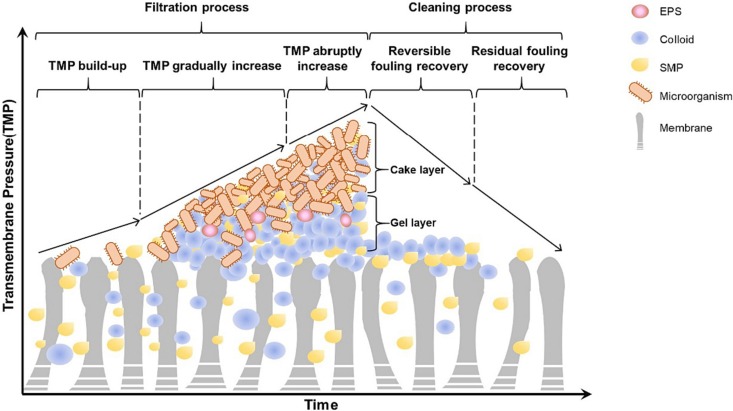 Filtration process
Cleaning process
TMP build-up
TMP gradually increase
TMP abruptly
increase
Reversible
fouling recovery
Residual fouling
recovery
EPS
Colloid
SMP
Microorganism
Membrane
Cake layer
Gel layer
Transmembrane Pressure(TMP)
Time